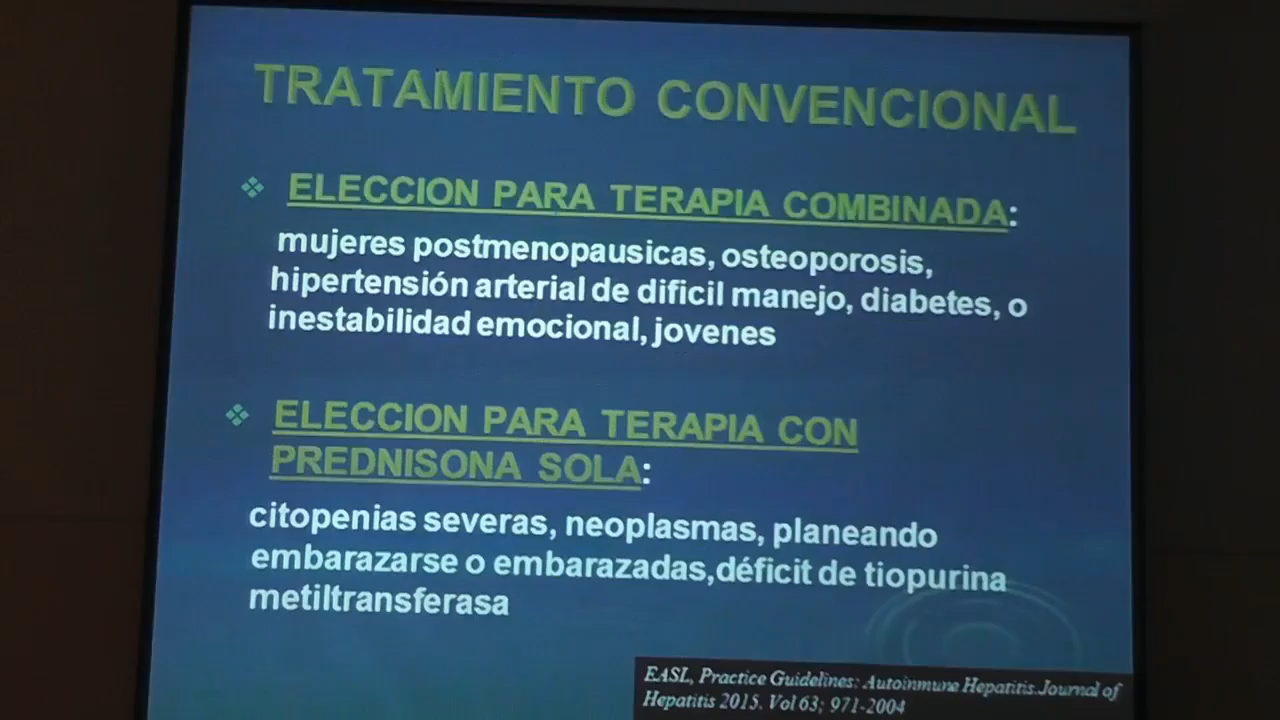 TRATAMIENTO CONVENCIONAL
ELECCION PARA TERAPIA COMBINADA:
mujeres postmenopausicas, osteoporosis,
hipertensión arterial de dificil manejo, diabetes, o
inestabilidad emocional, jovenes
ELECCION PARA TERAPIA CON
PREDNISONA SOLA:
citopenias severas, neoplasmas, planeando
embarazarse o embarazadas,déficit de tiopurina
metiltransferasa
EASL, Practice Guidelines: Autoinmune Hepatitis.Journal of
Hepatitis 2015. Vol 63; 971-2004